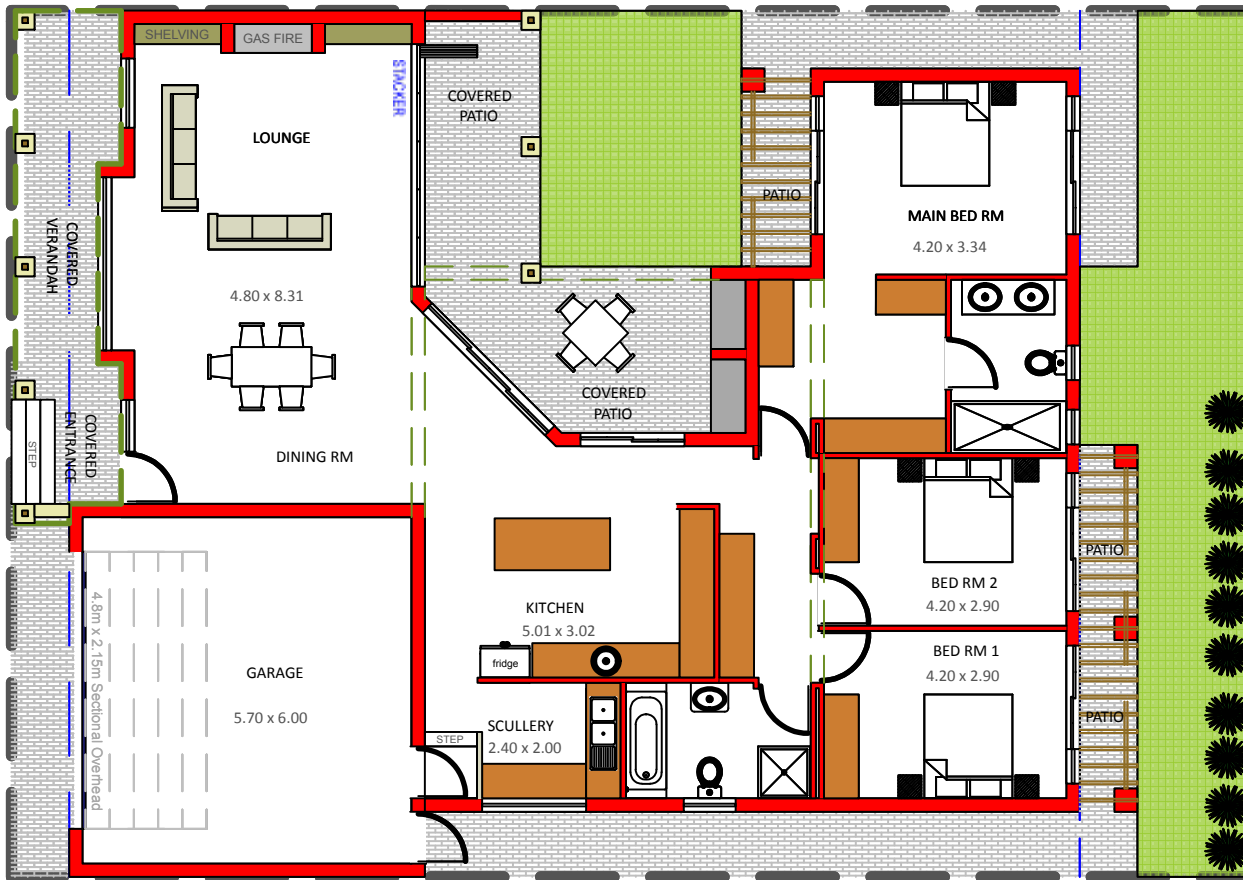 SHELVING
GAS FIRE
STACKER
COVERED
PATIO
LOUNGE
PATIO
MAIN BED RM
4.20 x 3.34
COVERED
VERANDAH
4.80 x 8.31
COVERED
PATIO
COVERED
ENTRANCE
STEP
DINING RM
PATIO
BED RM 2
4.20 x 2.90
KITCHEN
5.01 x 3.02
fridge
BED RM 1
4.20 x 2.90
GARAGE
5.70 x 6.00
4.8m x 2.15m Sectional Overhead
PATIO
SCULLERY
2.40 x 2.00
STEP